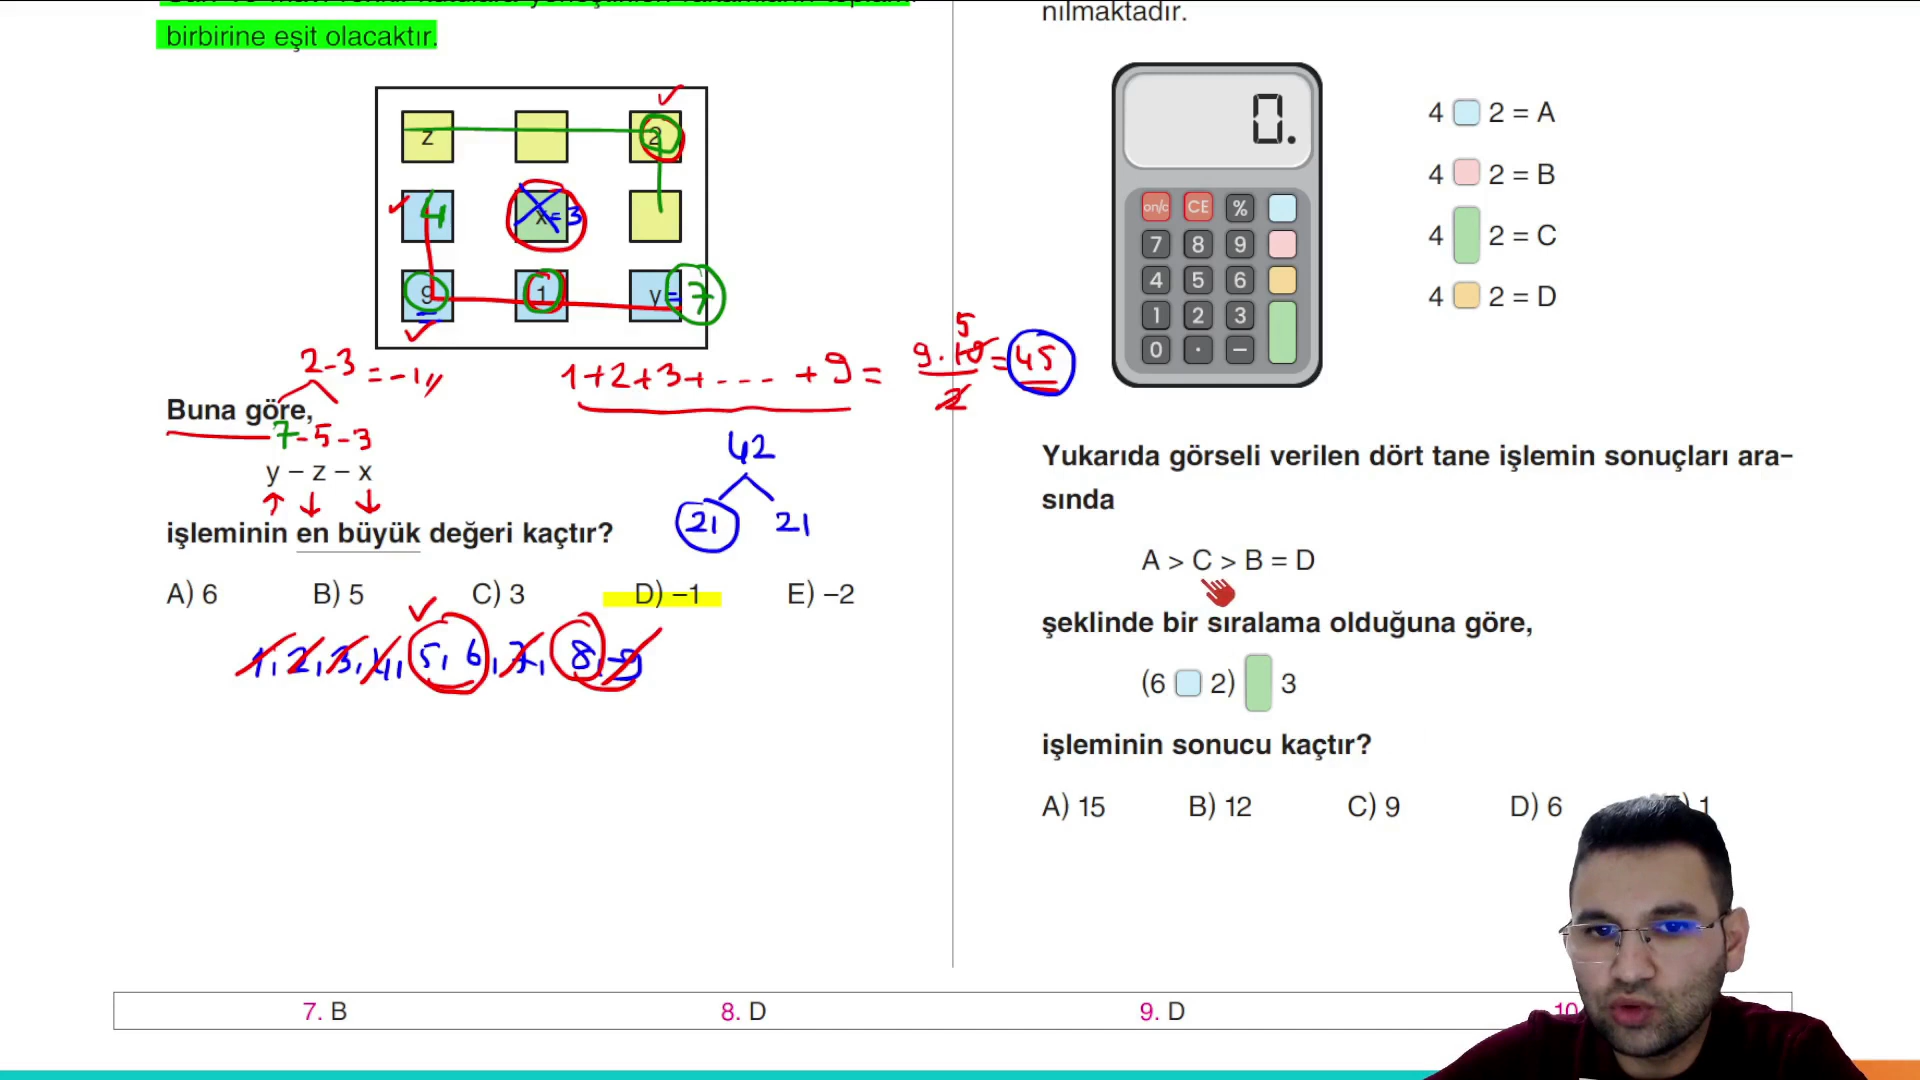 birbirine eşit olacaktır.
z
2
4
x = 3
9
1
y = 7
2-3 = -1
1+2+3+ .... +9 = 9.10 5 / 2 = 45
Buna göre,
7-5-3
y – z – x
42
21 21
işleminin en büyük değeri kaçtır?
A) 6 B) 5 C) 3 D) –1 E) –2
1, 2, 3, 4, 5, 6, 7, 8, 9
nılmaktadır.
0.
on/c CE %
7 8 9
4 5 6
1 2 3
0 · –
4 2 = A
4 2 = B
4 2 = C
4 2 = D
Yukarıda görseli verilen dört tane işlemin sonuçları ara-
sında
A > C > B = D
şeklinde bir sıralama olduğuna göre,
(6 2) 3
işleminin sonucu kaçtır?
A) 15 B) 12 C) 9 D) 6 ) 1
7. B 8. D 9. D 10